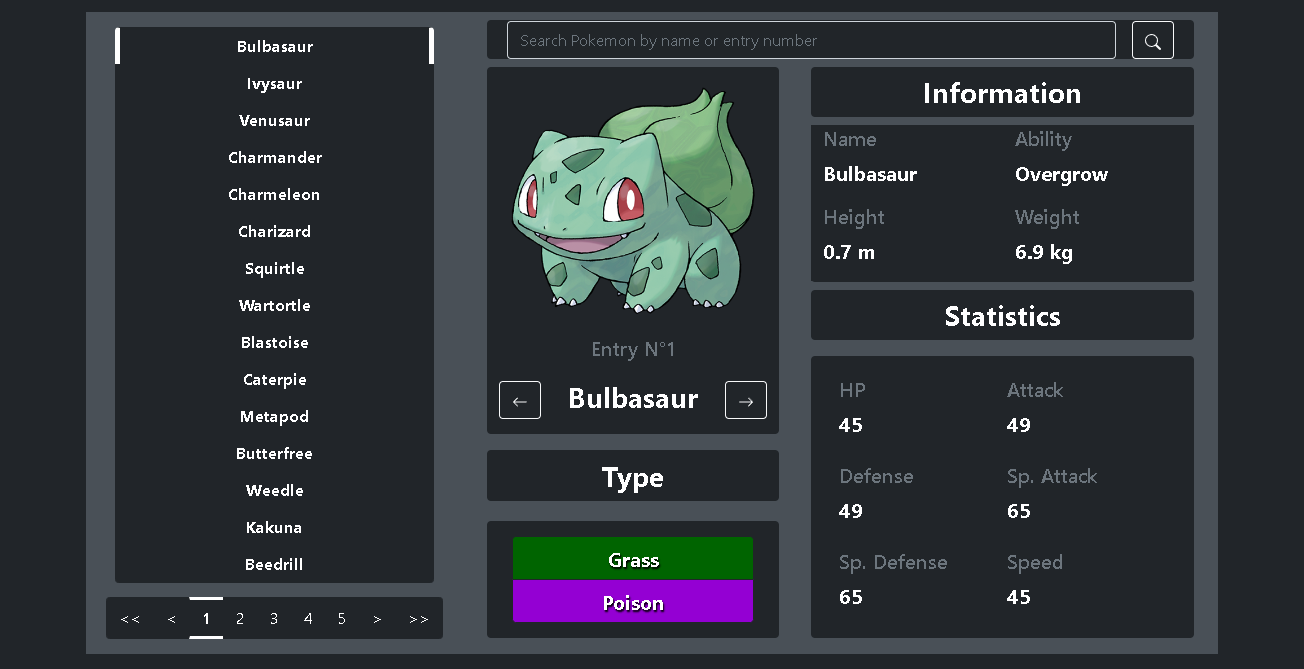 Bulbasaur
Ivysaur
Venusaur
Charmander
Charmeleon
Charizard
Squirtle
Wartortle
Blastoise
Caterpie
Metapod
Butterfree
Weedle
Kakuna
Beedrill
<< < 1 2 3 4 5 > >>
Search Pokemon by name or entry number
Entry N°1
← Bulbasaur →
Type
Grass
Poison
Information
Name Ability
Bulbasaur Overgrow
Height Weight
0.7 m 6.9 kg
Statistics
HP Attack
45 49
Defense Sp. Attack
49 65
Sp. Defense Speed
65 45